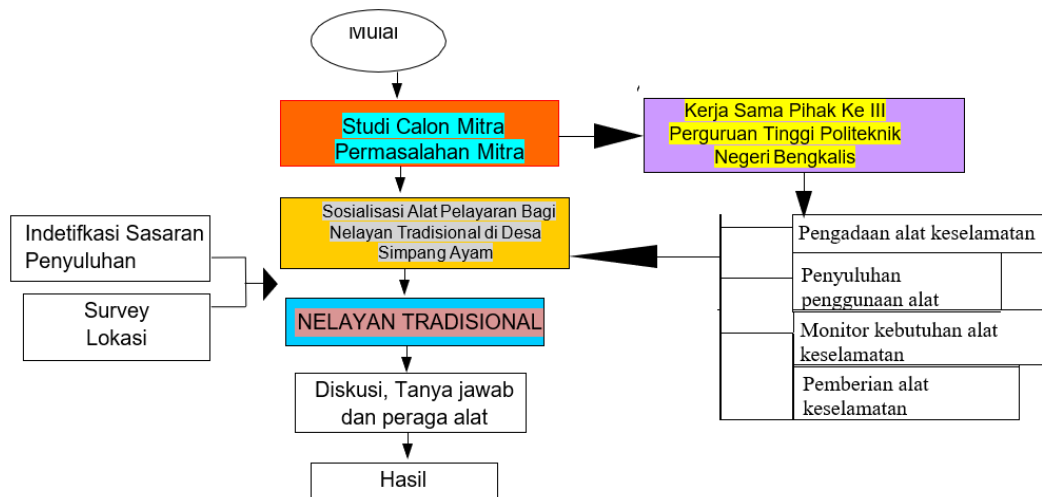 Mulai
Studi Calon Mitra
Permasalahan Mitra
Kerja Sama Pihak Ke III
Perguruan Tinggi Politeknik
Negeri Bengkalis
Sosialisasi Alat Pelayaran Bagi
Nelayan Tradisional di Desa
Simpang Ayam
Indetifkasi Sasaran
Penyuluhan
Survey
Lokasi
NELAYAN TRADISIONAL
Diskusi, Tanya jawab
dan peraga alat
Hasil
Pengadaan alat keselamatan
Penyuluhan
penggunaan alat
Monitor kebutuhan alat
keselamatan
Pemberian alat
keselamatan